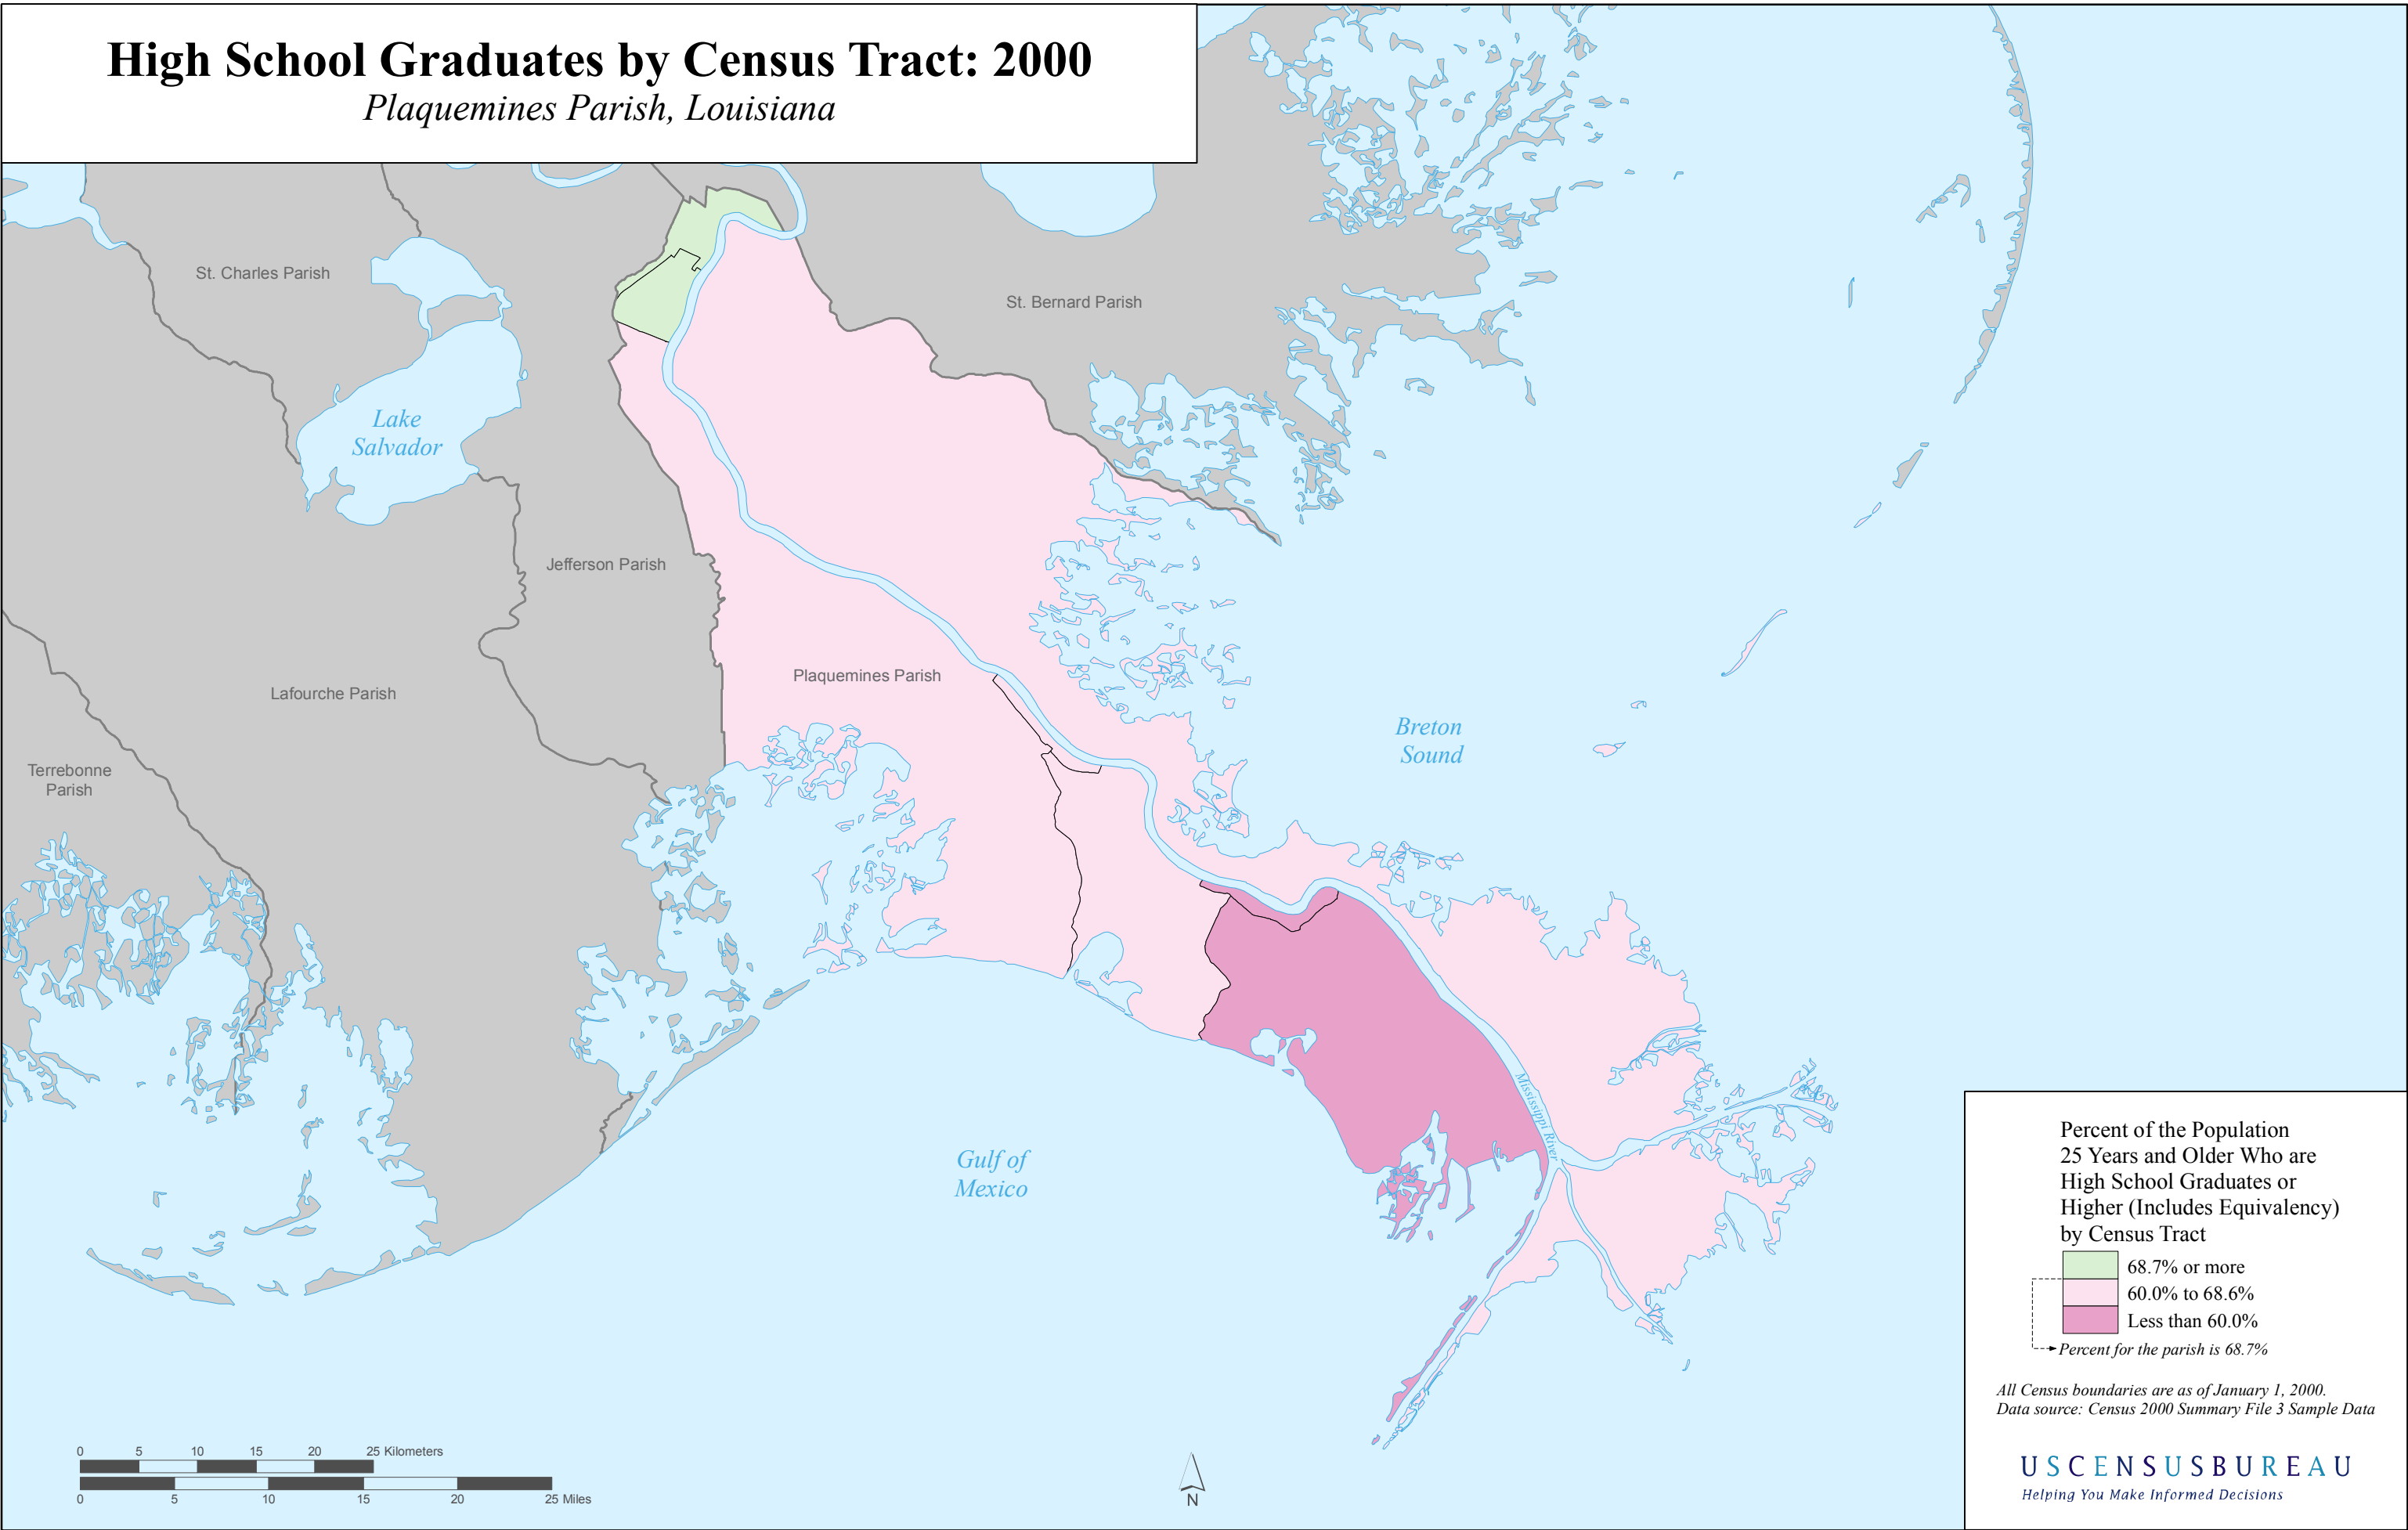 High School Graduates by Census Tract: 2000
Plaquemines Parish, Louisiana
St. Charles Parish
St. Bernard Parish
Lake
Salvador
Jefferson Parish
Plaquemines Parish
Lafourche Parish
Breton
Sound
Terrebonne
Parish
Mississippi River
Gulf of
Mexico
Percent of the Population
25 Years and Older Who are
High School Graduates or
Higher (Includes Equivalency)
by Census Tract
68.7% or more
60.0% to 68.6%
Less than 60.0%
Percent for the parish is 68.7%
All Census boundaries are as of January 1, 2000.
Data source: Census 2000 Summary File 3 Sample Data
USCENSUSBUREAU
Helping You Make Informed Decisions
0 5 10 15 20 25 Kilometers
0 5 10 15 20 25 Miles
N